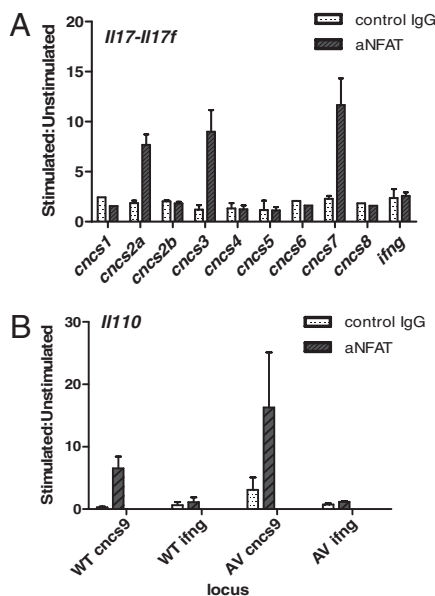 A
Il17-Il17f
control IgG
aNFAT
Stimulated:Unstimulated
20
15
10
5
0
cncs1
cncs2a
cncs2b
cncs3
cncs4
cncs5
cncs6
cncs7
cncs8
ifng
B
Il110
control IgG
aNFAT
Stimulated:Unstimulated
30
20
10
0
WT cncs9
WT ifng
AV cncs9
AV ifng
locus